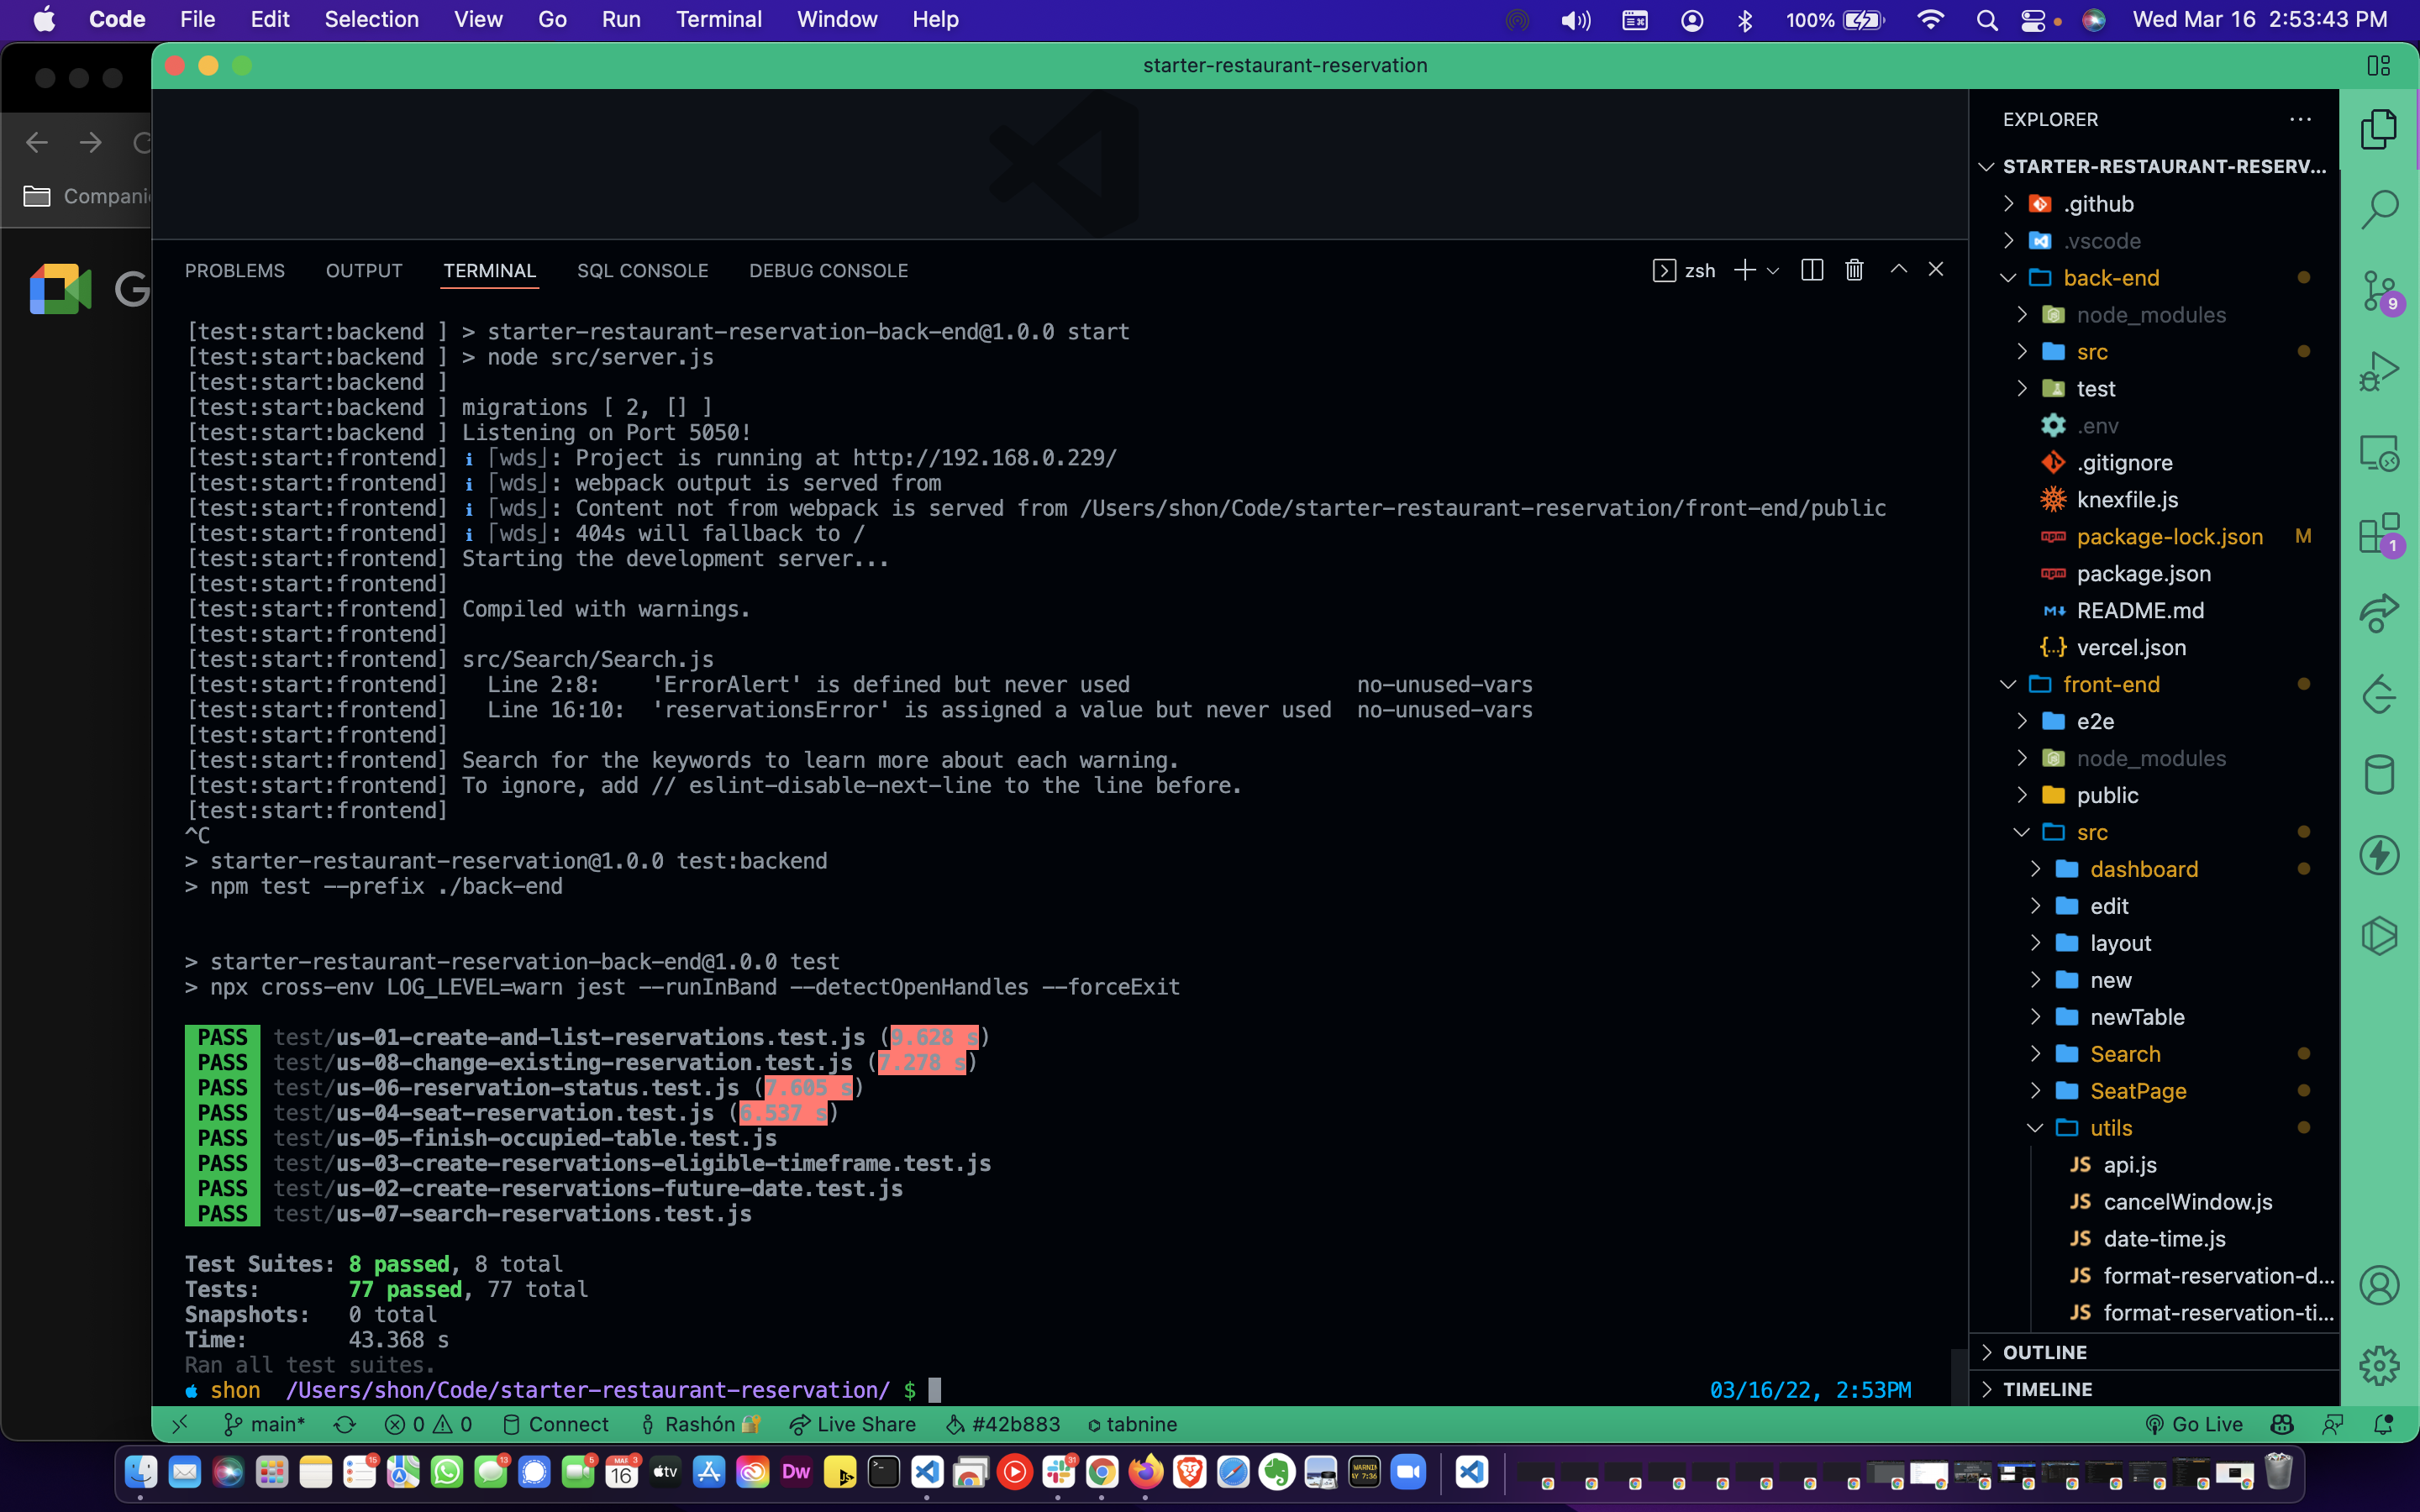 Code File Edit Selection View Go Run Terminal Window Help 100% Wed Mar 16 2:53:43 PM
starter-restaurant-reservation
Compani
G
PROBLEMS OUTPUT TERMINAL SQL CONSOLE DEBUG CONSOLE zsh
[test:start:backend ] > starter-restaurant-reservation-back-end@1.0.0 start
[test:start:backend ] > node src/server.js
[test:start:backend ]
[test:start:backend ] migrations [ 2, [] ]
[test:start:backend ] Listening on Port 5050!
[test:start:frontend] ℹ ｢wds｣: Project is running at http://192.168.0.229/
[test:start:frontend] ℹ ｢wds｣: webpack output is served from
[test:start:frontend] ℹ ｢wds｣: Content not from webpack is served from /Users/shon/Code/starter-restaurant-reservation/front-end/public
[test:start:frontend] ℹ ｢wds｣: 404s will fallback to /
[test:start:frontend] Starting the development server...
[test:start:frontend]
[test:start:frontend] Compiled with warnings.
[test:start:frontend]
[test:start:frontend] src/Search/Search.js
[test:start:frontend]   Line 2:8:    'ErrorAlert' is defined but never used                  no-unused-vars
[test:start:frontend]   Line 16:10:  'reservationsError' is assigned a value but never used  no-unused-vars
[test:start:frontend]
[test:start:frontend] Search for the keywords to learn more about each warning.
[test:start:frontend] To ignore, add // eslint-disable-next-line to the line before.
[test:start:frontend]
^C
> starter-restaurant-reservation@1.0.0 test:backend
> npm test --prefix ./back-end
> starter-restaurant-reservation-back-end@1.0.0 test
> npx cross-env LOG_LEVEL=warn jest --runInBand --detectOpenHandles --forceExit
PASS test/us-01-create-and-list-reservations.test.js (9.628 s)
PASS test/us-08-change-existing-reservation.test.js (7.278 s)
PASS test/us-06-reservation-status.test.js (7.605 s)
PASS test/us-04-seat-reservation.test.js (6.537 s)
PASS test/us-05-finish-occupied-table.test.js
PASS test/us-03-create-reservations-eligible-timeframe.test.js
PASS test/us-02-create-reservations-future-date.test.js
PASS test/us-07-search-reservations.test.js
Test Suites: 8 passed, 8 total
Tests: 77 passed, 77 total
Snapshots: 0 total
Time: 43.368 s
Ran all test suites.
shon /Users/shon/Code/starter-restaurant-reservation/ $ 03/16/22, 2:53PM
EXPLORER ...
STARTER-RESTAURANT-RESERV...
.github
.vscode
back-end
node_modules
src
test
.env
.gitignore
knexfile.js
package-lock.json M
package.json
README.md
{..} vercel.json
front-end
e2e
node_modules
public
src
dashboard
edit
layout
new
newTable
Search
SeatPage
utils
JS api.js
JS cancelWindow.js
JS date-time.js
JS format-reservation-d...
JS format-reservation-ti...
OUTLINE
TIMELINE
9
1
main* 0 0 Connect Rashón Live Share #42b883 tabnine Go Live
15 13 5 MAR 3 16 tv Dw JS 31